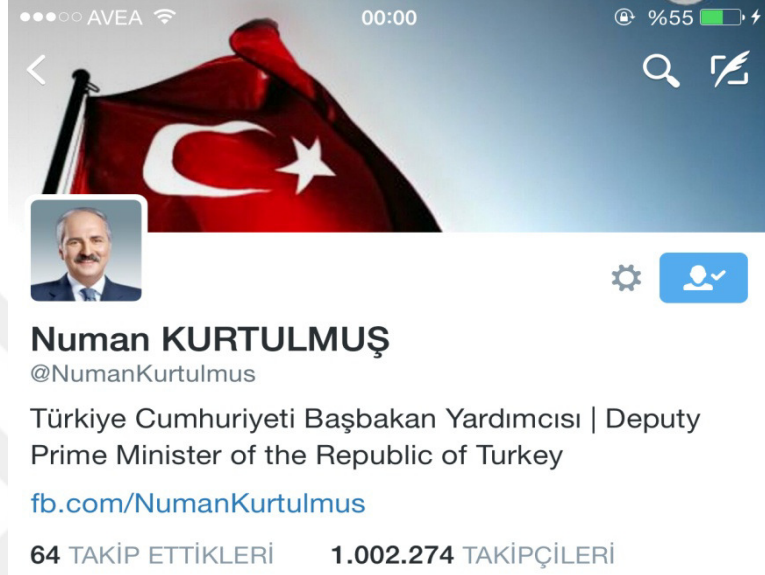 AVEA 00:00 %55
Numan KURTULMUŞ
@NumanKurtulmus
Türkiye Cumhuriyeti Başbakan Yardımcısı | Deputy
Prime Minister of the Republic of Turkey
fb.com/NumanKurtulmus
64 TAKİP ETTİKLERİ 1.002.274 TAKİPÇİLERİ